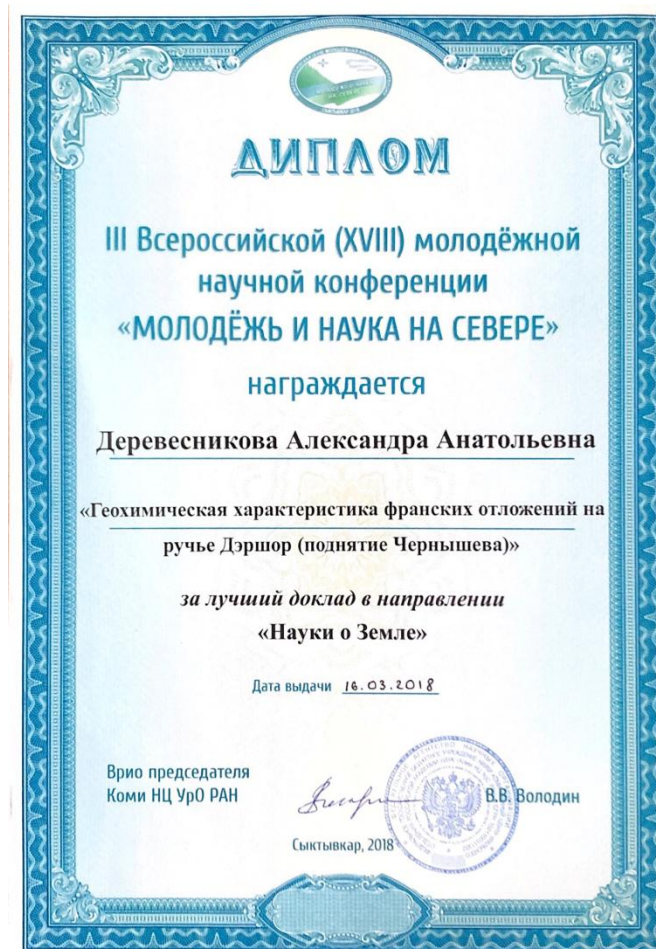 ДИПЛОМ
III Всероссийской (XVIII) молодёжной
научной конференции
«МОЛОДЁЖЬ И НАУКА НА СЕВЕРЕ»
награждается
Деревесникова Александра Анатольевна
«Геохимическая характеристика франских отложений на
ручье Дэршор (поднятие Чернышева)»
за лучший доклад в направлении
«Науки о Земле»
Дата выдачи 16.03.2018
Врио председателя
Коми НЦ УрО РАН
В.В. Володин
Сыктывкар, 2018